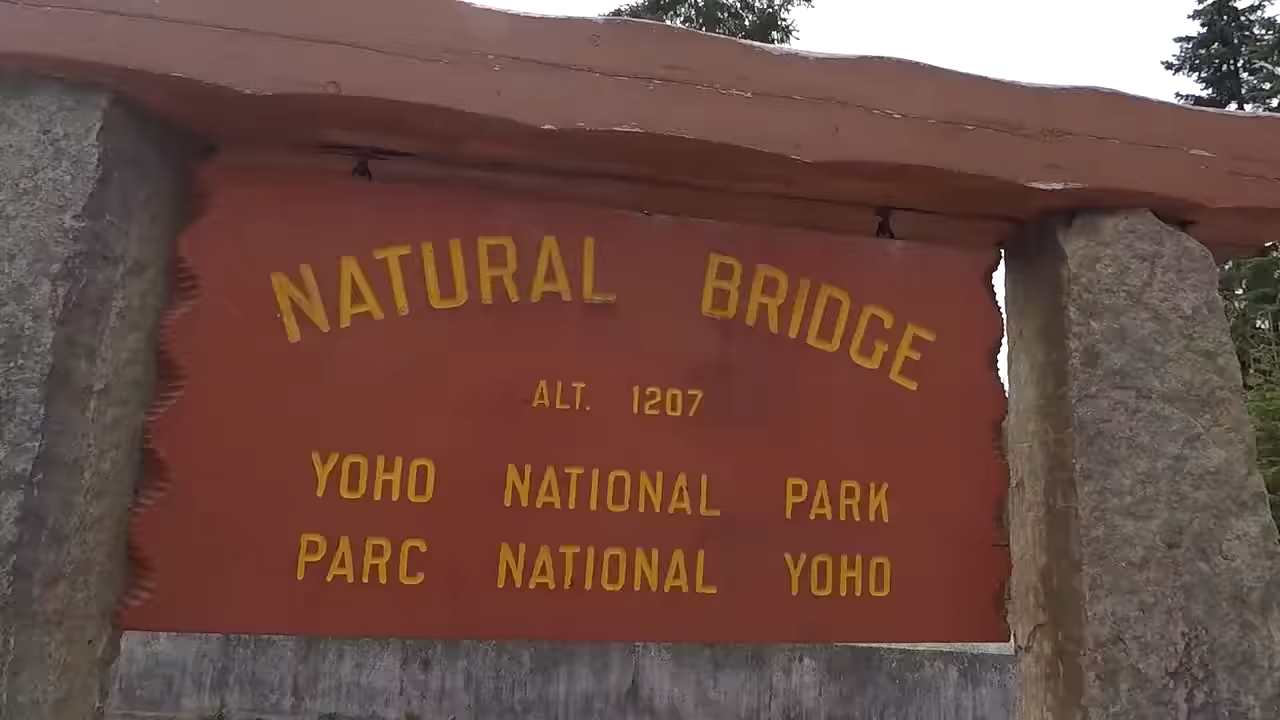 NATURAL BRIDGE
ALT. 1207
YOHO NATIONAL PARK
PARC NATIONAL YOHO